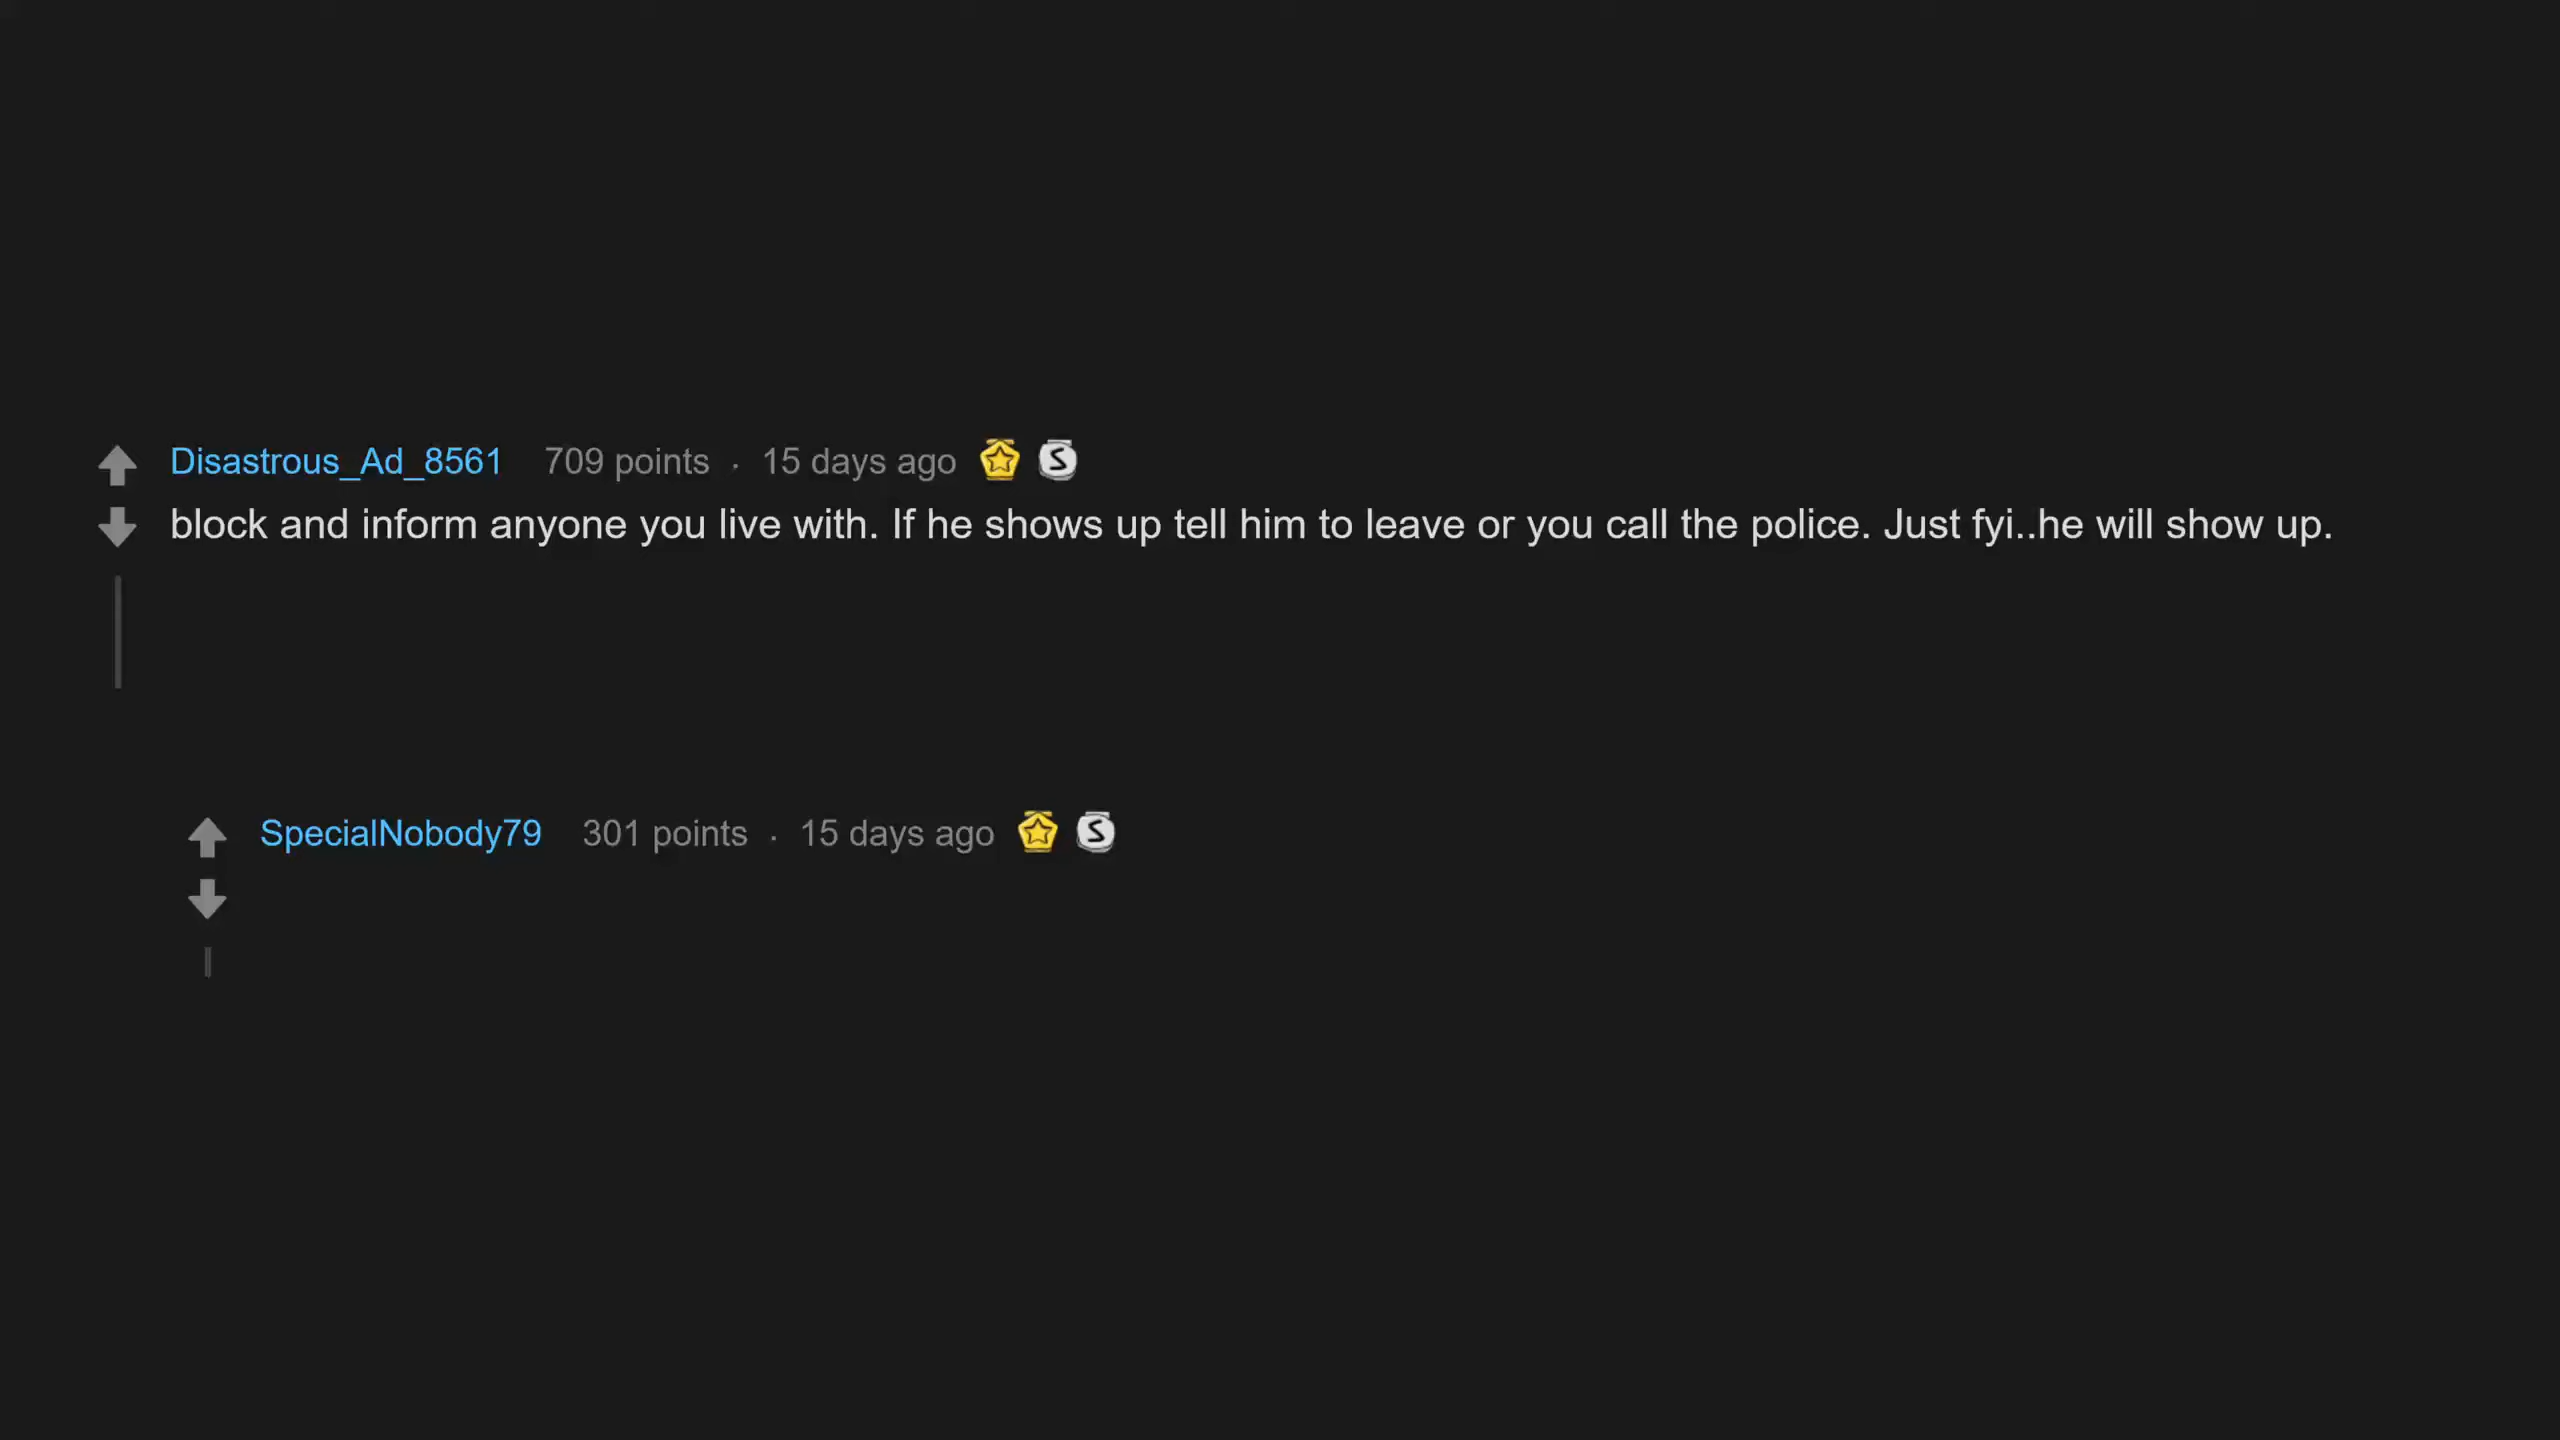 Disastrous_Ad_8561 709 points · 15 days ago
block and inform anyone you live with. If he shows up tell him to leave or you call the police. Just fyi..he will show up.
SpecialNobody79 301 points · 15 days ago